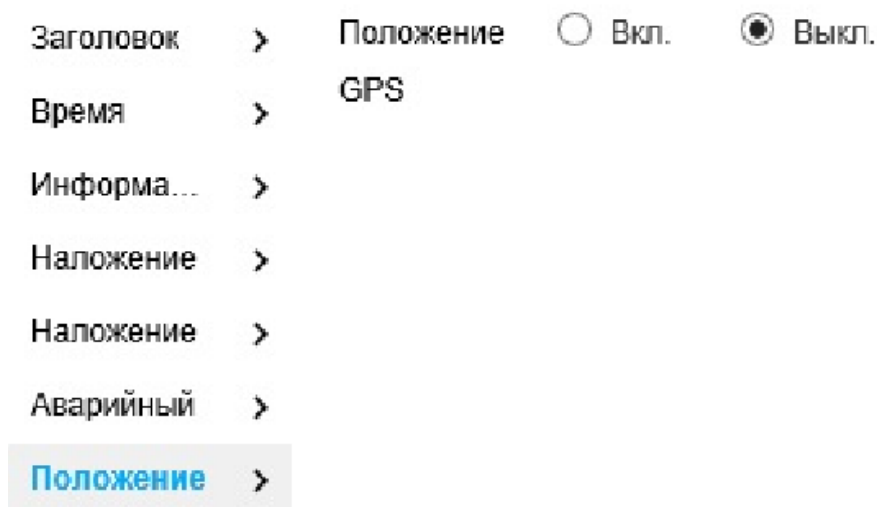 Заголовок
Время
Информа...
Наложение
Наложение
Аварийный
Положение
Положение GPS
Вкл.
Выкл.